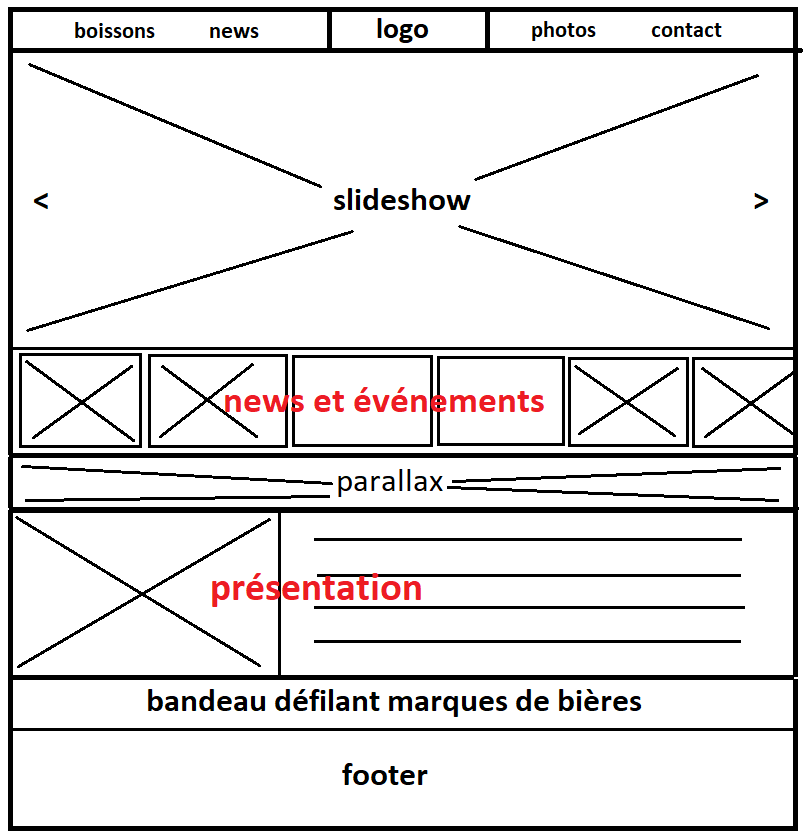 boissons news logo photos contact
< slideshow >
news et événements
parallax
présentation
bandeau défilant marques de bières
footer